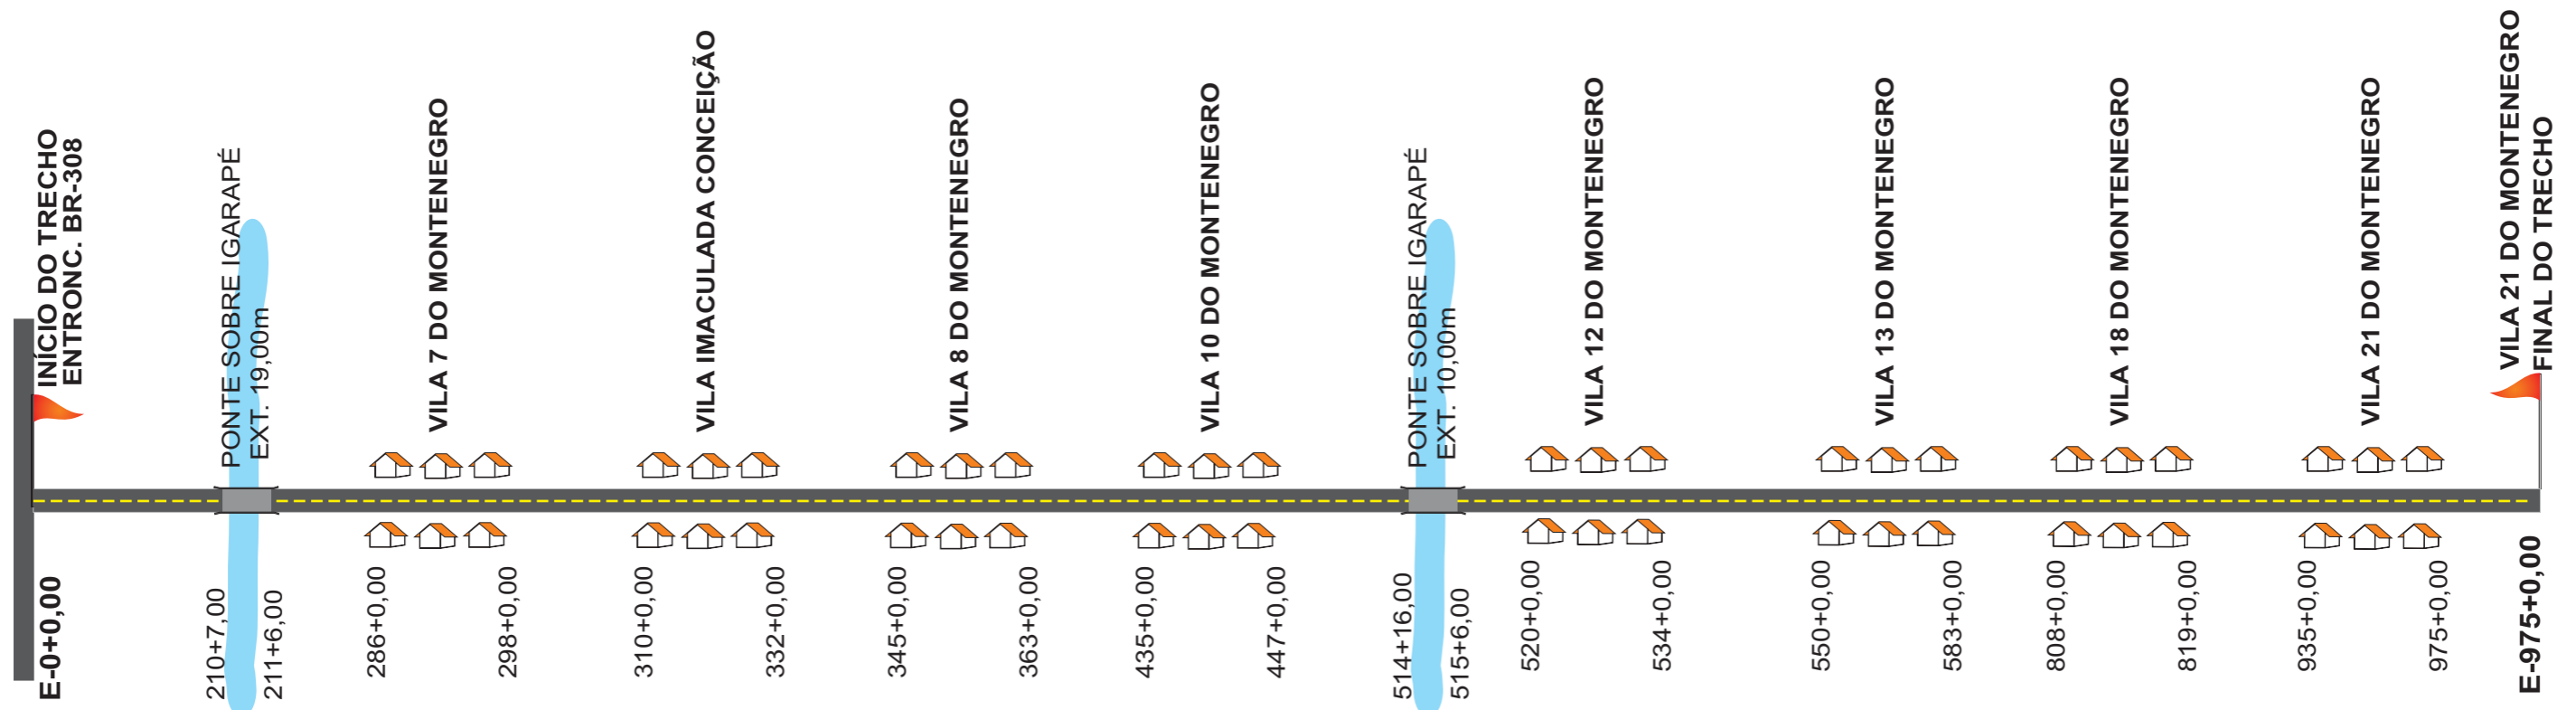 INÍCIO DO TRECHO
ENTRONC. BR-308
E-0+0,00
PONTE SOBRE IGARAPÉ
EXT. 19,00m
210+7,00
211+6,00
VILA 7 DO MONTENEGRO
286+0,00
298+0,00
VILA IMACULADA CONCEIÇÃO
310+0,00
332+0,00
VILA 8 DO MONTENEGRO
345+0,00
363+0,00
VILA 10 DO MONTENEGRO
435+0,00
447+0,00
PONTE SOBRE IGARAPÉ
EXT. 10,00m
514+16,00
515+6,00
VILA 12 DO MONTENEGRO
520+0,00
534+0,00
VILA 13 DO MONTENEGRO
550+0,00
583+0,00
VILA 18 DO MONTENEGRO
808+0,00
819+0,00
VILA 21 DO MONTENEGRO
935+0,00
975+0,00
VILA 21 DO MONTENEGRO
FINAL DO TRECHO
E-975+0,00